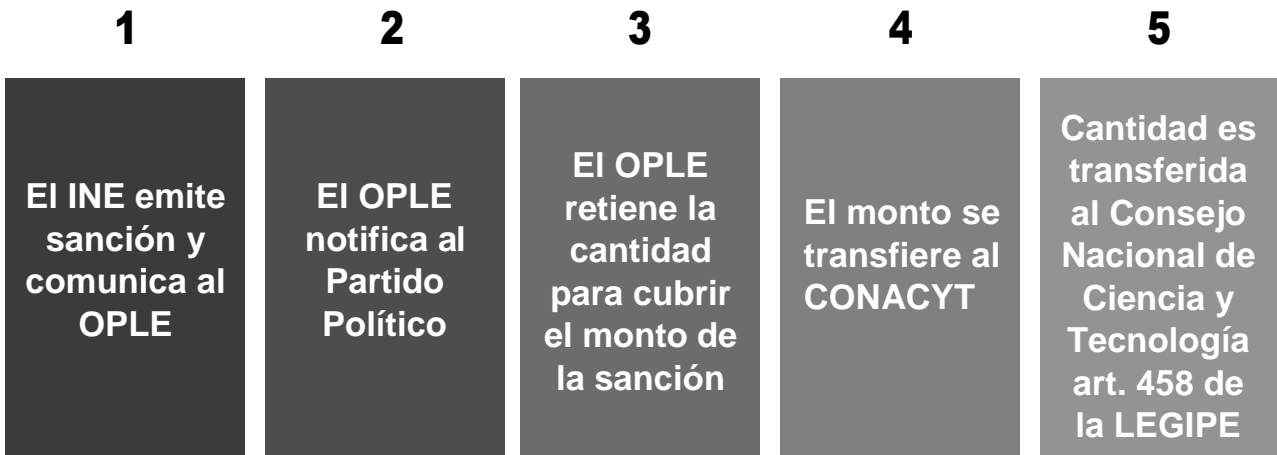 1
El INE emite
sanción y
comunica al
OPLE
2
El OPLE
notifica al
Partido
Político
3
El OPLE
retiene la
cantidad
para cubrir
el monto de
la sanción
4
El monto se
transfiere al
CONACYT
5
Cantidad es
transferida
al Consejo
Nacional de
Ciencia y
Tecnología
art. 458 de
la LEGIPE